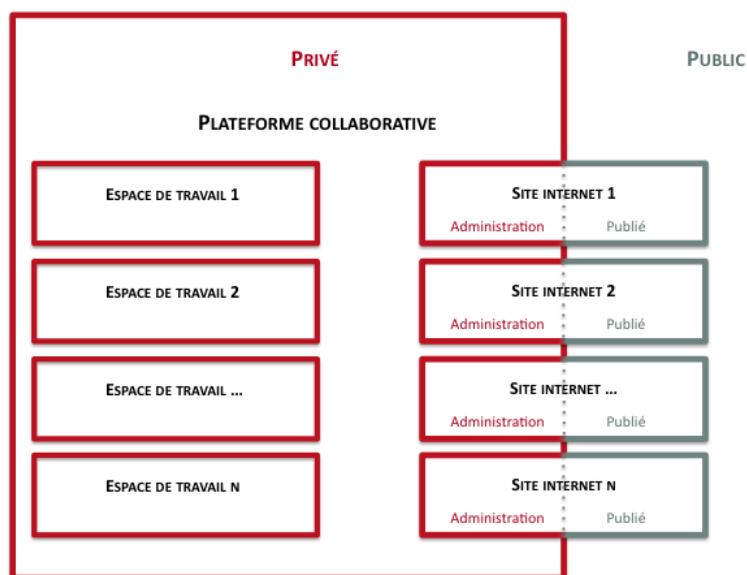 Privé
Public
Plateforme collaborative
Espace de travail 1
Site internet 1
Administration
Publié
Espace de travail 2
Site internet 2
Administration
Publié
Espace de travail ...
Site internet ...
Administration
Publié
Espace de travail n
Site internet n
Administration
Publié